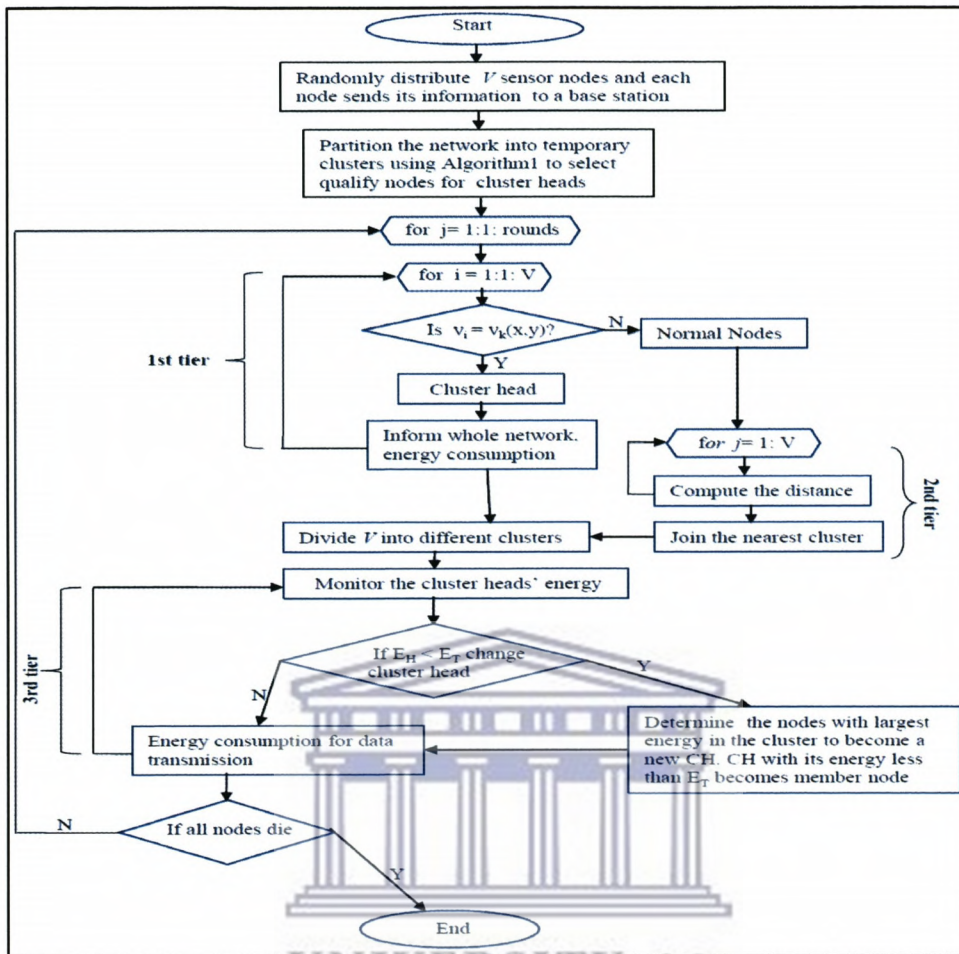 Start
Randomly distribute V sensor nodes and each
node sends its information to a base station
Partition the network into temporary
clusters using Algorithm1 to select
qualify nodes for cluster heads
for j= 1:1: rounds
for i = 1:1: V
Is vi = vk(x,y)?
N
Normal Nodes
Y
1st tier
Cluster head
Inform whole network.
energy consumption
for j= 1: V
Compute the distance
2nd tier
Divide V into different clusters
Join the nearest cluster
Monitor the cluster heads' energy
If EH < ET change
cluster head
Y
N
3rd tier
Energy consumption for data
transmission
Determine the nodes with largest
energy in the cluster to become a
new CH. CH with its energy less
than ET becomes member node
N
If all nodes die
Y
End